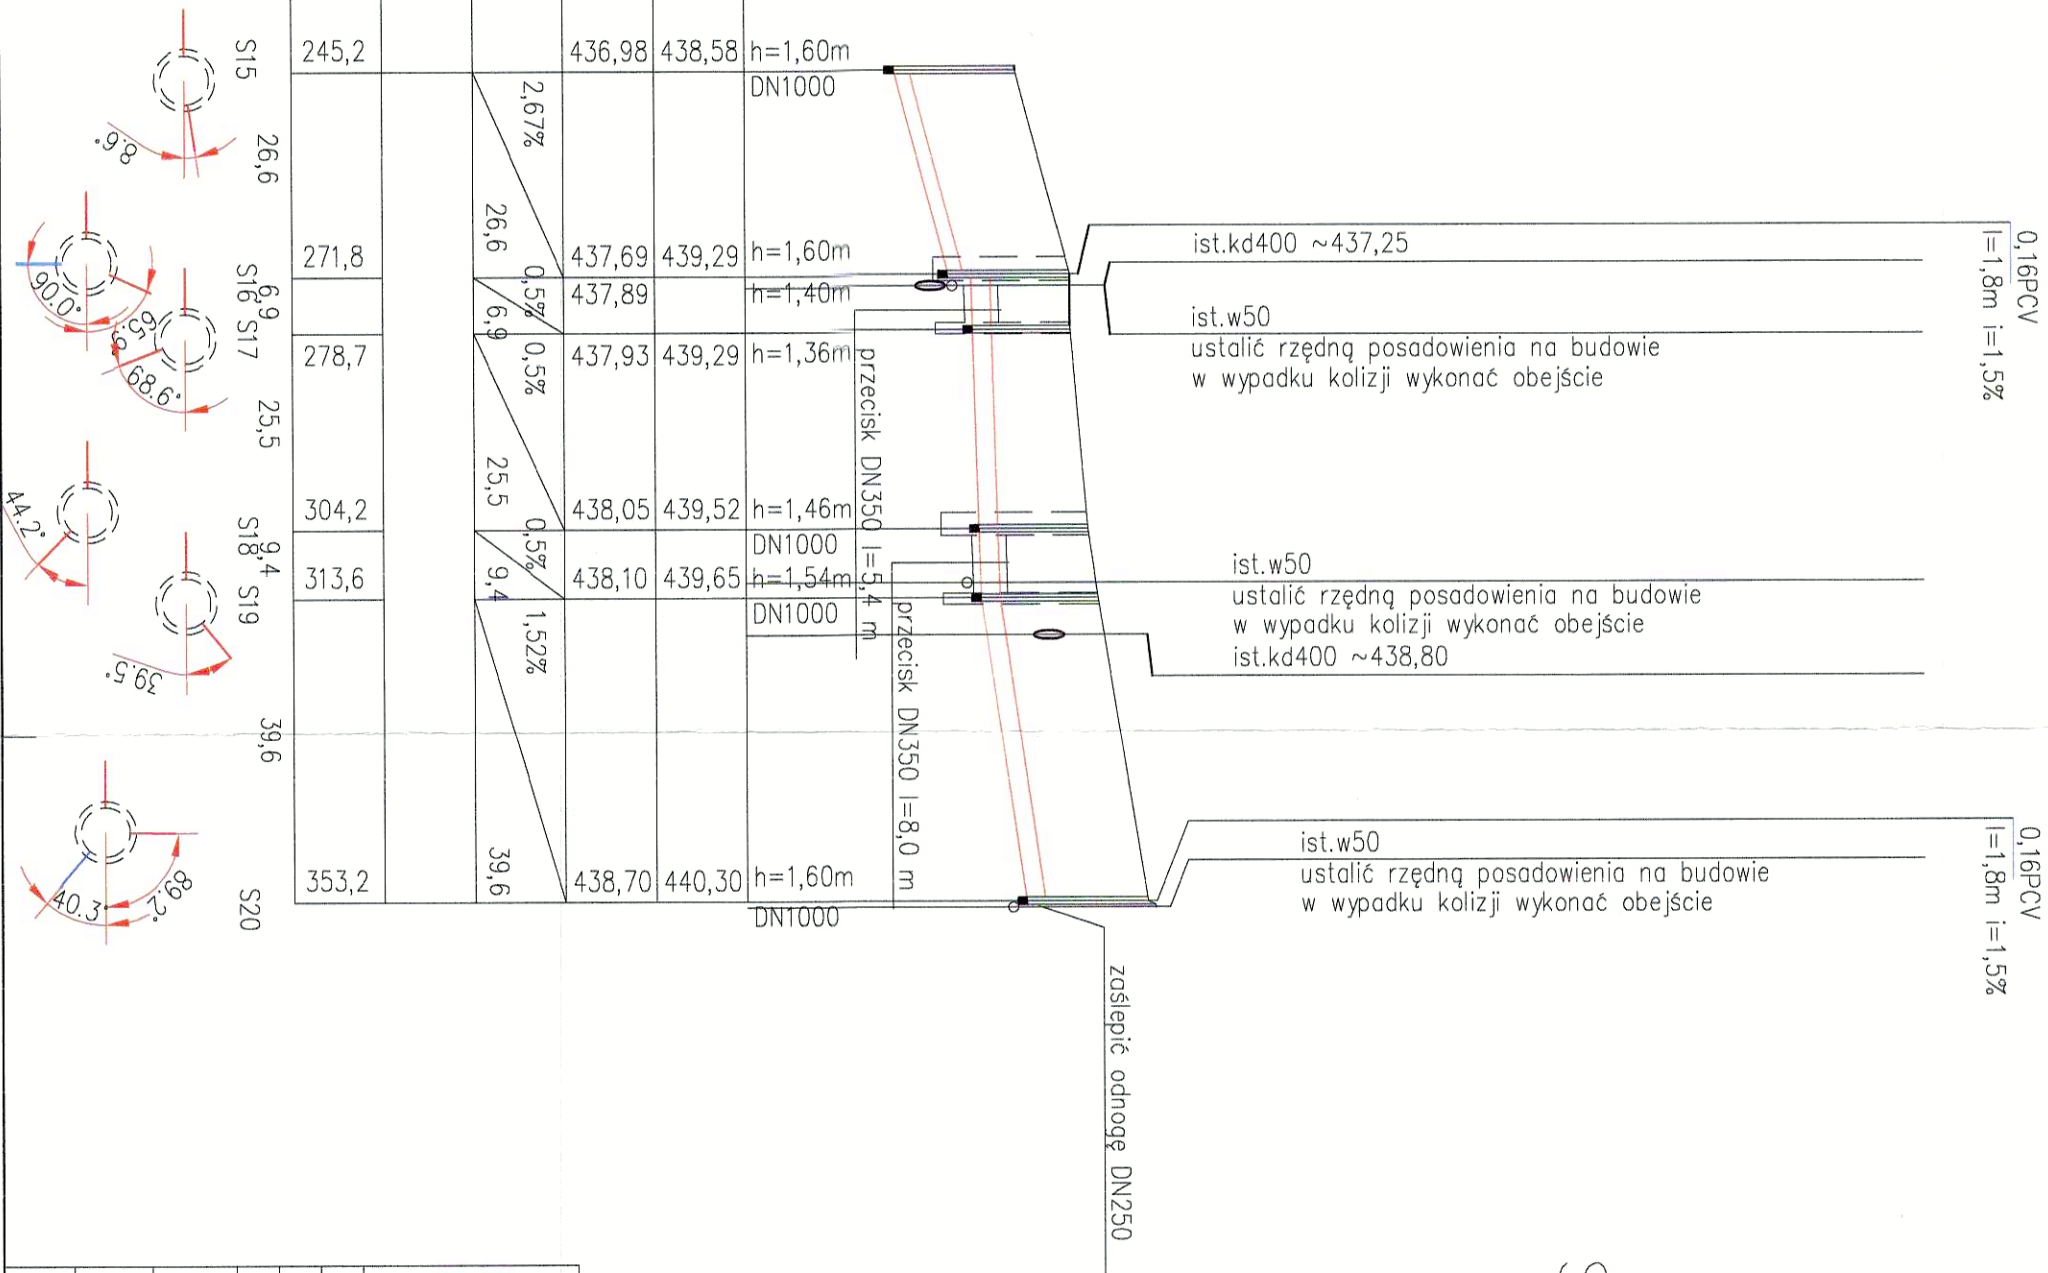 S15
245,2
436,98
438,58
h=1,60m
DN1000
8.6°
26,6
2,67%
26,6
S16
271,8
437,69
439,29
h=1,60m
90.0°
6,9
0,5%
6,9
437,89
h=1,40m
65.9
S17
278,7
437,93
439,29
h=1,36m
68.6°
25,5
0,5%
25,5
przecisk DN350 l=5,4 m
S18
304,2
438,05
439,52
h=1,46m
DN1000
44.2°
9,4
0,5%
9,4
S19
313,6
438,10
439,65
h=1,54m
DN1000
39.5°
39,6
1,52%
39,6
przecisk DN350 l=8,0 m
S20
353,2
438,70
440,30
h=1,60m
DN1000
89.2°
40.3
0,16PCV
l=1,8m i=1,5%
ist.kd400 ~437,25
ist.w50
ustalić rzędną posadowienia na budowie
w wypadku kolizji wykonać obejście
ist.w50
ustalić rzędną posadowienia na budowie
w wypadku kolizji wykonać obejście
ist.kd400 ~438,80
0,16PCV
l=1,8m i=1,5%
ist.w50
ustalić rzędną posadowienia na budowie
w wypadku kolizji wykonać obejście
zaślepić odnogę DN250